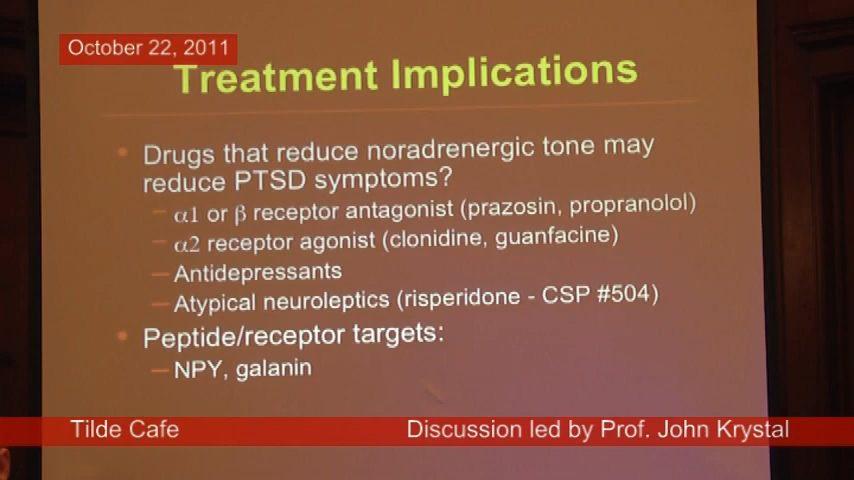 October 22, 2011
Treatment Implications
• Drugs that reduce noradrenergic tone may
reduce PTSD symptoms?
– α1 or β receptor antagonist (prazosin, propranolol)
– α2 receptor agonist (clonidine, guanfacine)
– Antidepressants
– Atypical neuroleptics (risperidone - CSP #504)
• Peptide/receptor targets:
– NPY, galanin
Tilde Cafe
Discussion led by Prof. John Krystal